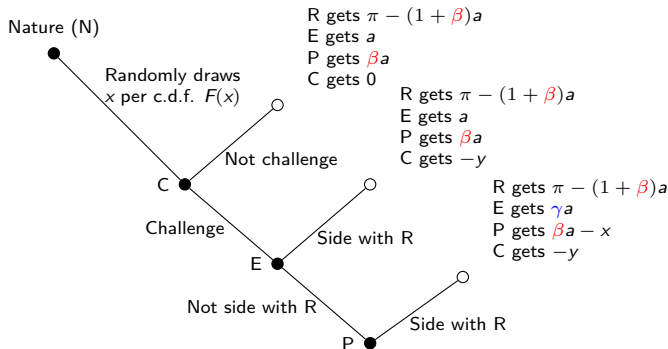 Nature (N)
Randomly draws
x per c.d.f. F(x)
R gets π − (1 + β)a
E gets a
P gets βa
C gets 0
Not challenge
C
Challenge
R gets π − (1 + β)a
E gets a
P gets βa
C gets −y
Side with R
E
Not side with R
R gets π − (1 + β)a
E gets γa
P gets βa − x
C gets −y
Side with R
P